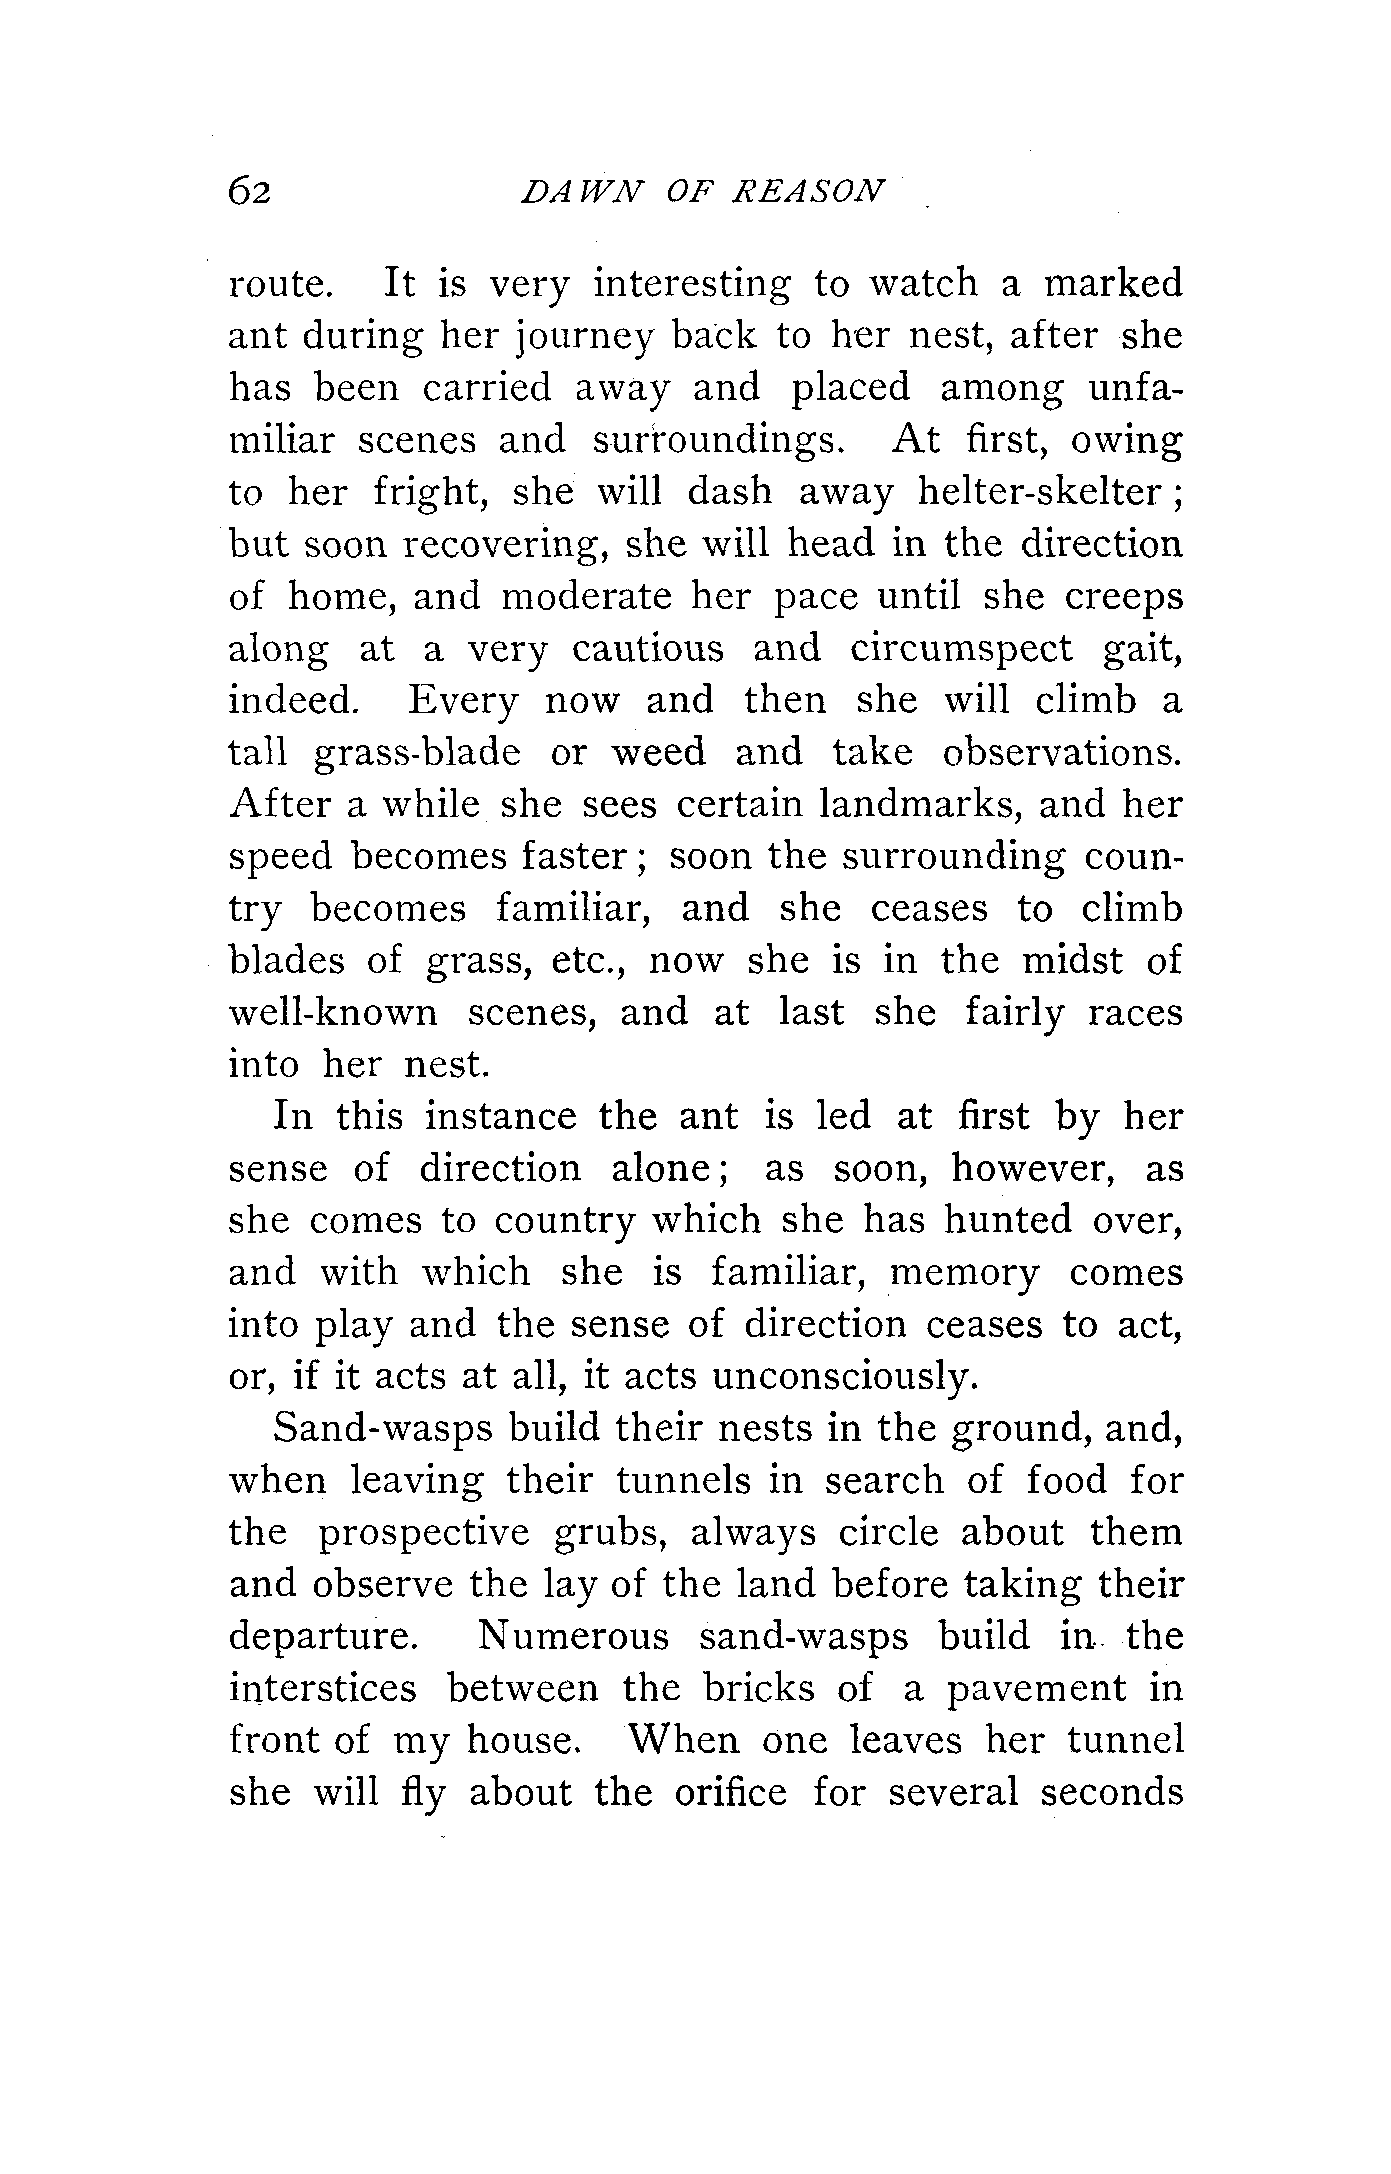 62 DAWN OF REASON
route. It is very interesting to watch a marked
ant during her journey back to her nest, after she
has been carried away and placed among unfa-
miliar scenes and surroundings. At first, owing
to her fright, she will dash away helter-skelter ;
but soon recovering, she will head in the direction
of home, and moderate her pace until she creeps
along at a very cautious and circumspect gait,
indeed. Every now and then she will climb a
tall grass-blade or weed and take observations.
After a while she sees certain landmarks, and her
speed becomes faster ; soon the surrounding coun-
try becomes familiar, and she ceases to climb
blades of grass, etc., now she is in the midst of
well-known scenes, and at last she fairly races
into her nest.
In this instance the ant is led at first by her
sense of direction alone ; as soon, however, as
she comes to country which she has hunted over,
and with which she is familiar, memory comes
into play and the sense of direction ceases to act,
or, if it acts at all, it acts unconsciously.
Sand-wasps build their nests in the ground, and,
when leaving their tunnels in search of food for
the prospective grubs, always circle about them
and observe the lay of the land before taking their
departure. Numerous sand-wasps build in the
interstices between the bricks of a pavement in
front of my house. When one leaves her tunnel
she will fly about the orifice for several seconds